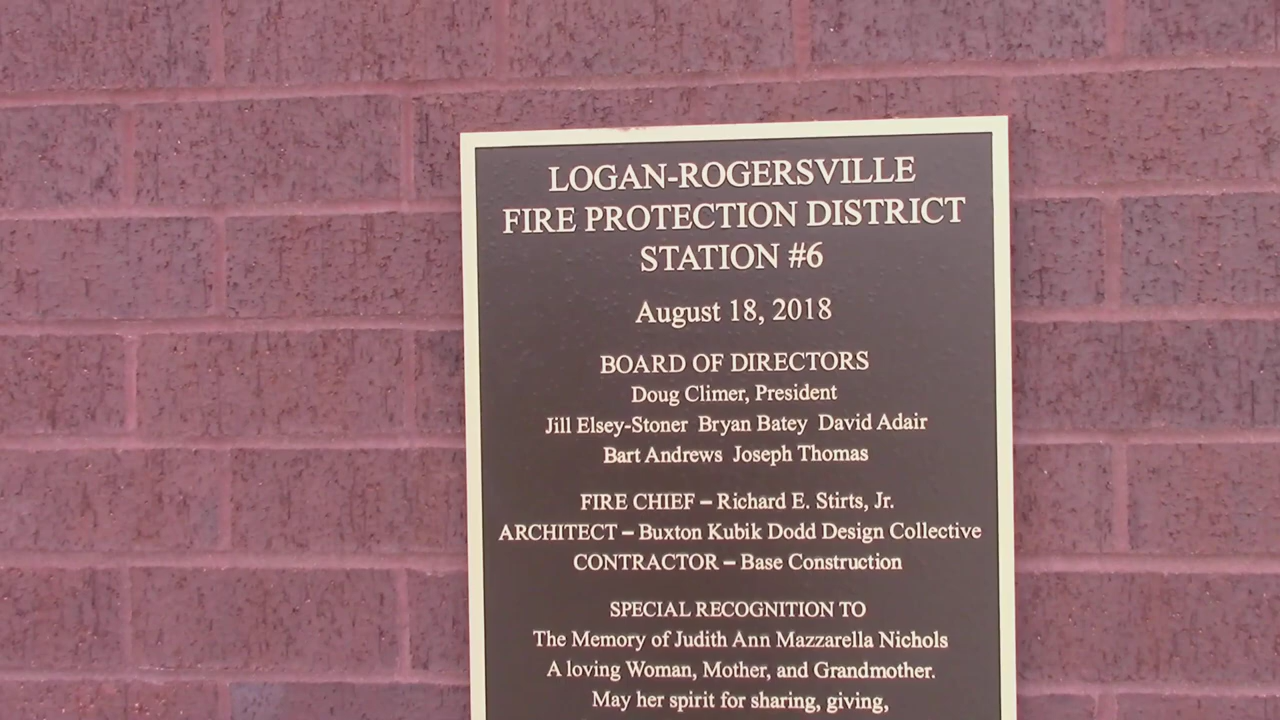 LOGAN-ROGERSVILLE
FIRE PROTECTION DISTRICT
STATION #6
August 18, 2018
BOARD OF DIRECTORS
Doug Climer, President
Jill Elsey-Stoner Bryan Batey David Adair
Bart Andrews Joseph Thomas
FIRE CHIEF – Richard E. Stirts, Jr.
ARCHITECT – Buxton Kubik Dodd Design Collective
CONTRACTOR – Base Construction
SPECIAL RECOGNITION TO
The Memory of Judith Ann Mazzarella Nichols
A loving Woman, Mother, and Grandmother.
May her spirit for sharing, giving,